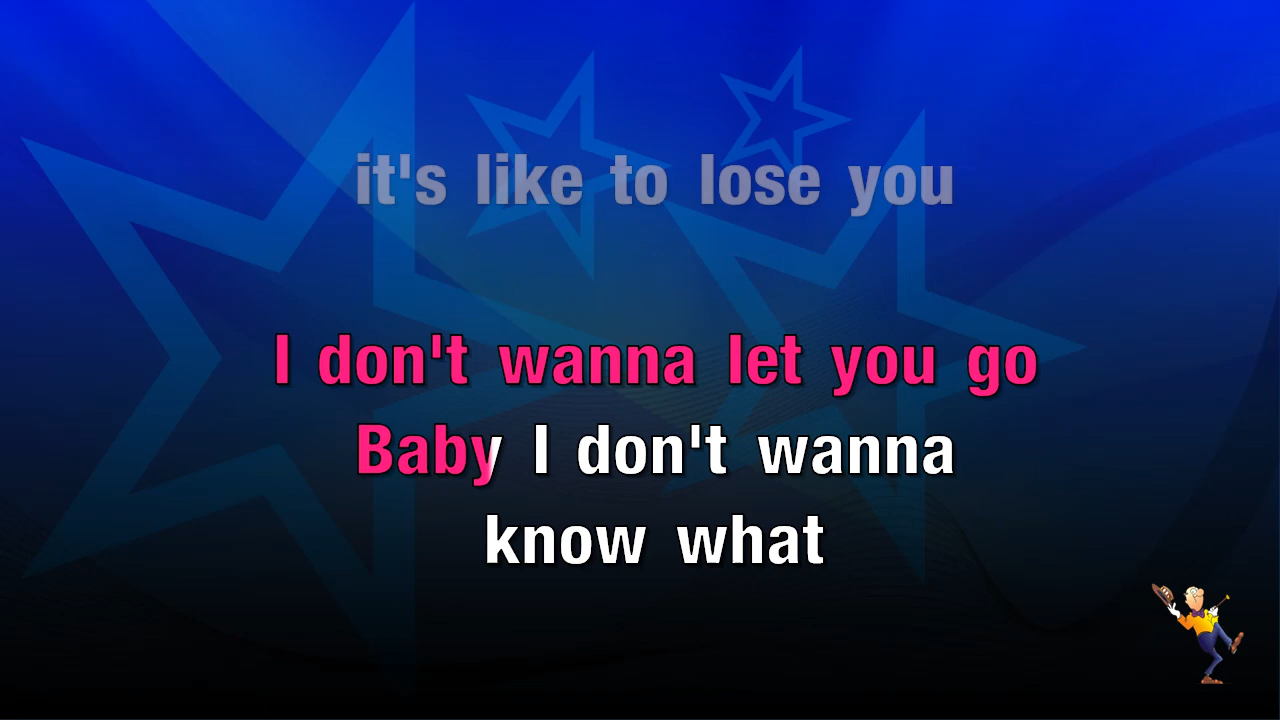 it's like to lose you
I don't wanna let you go
Baby I don't wanna
know what